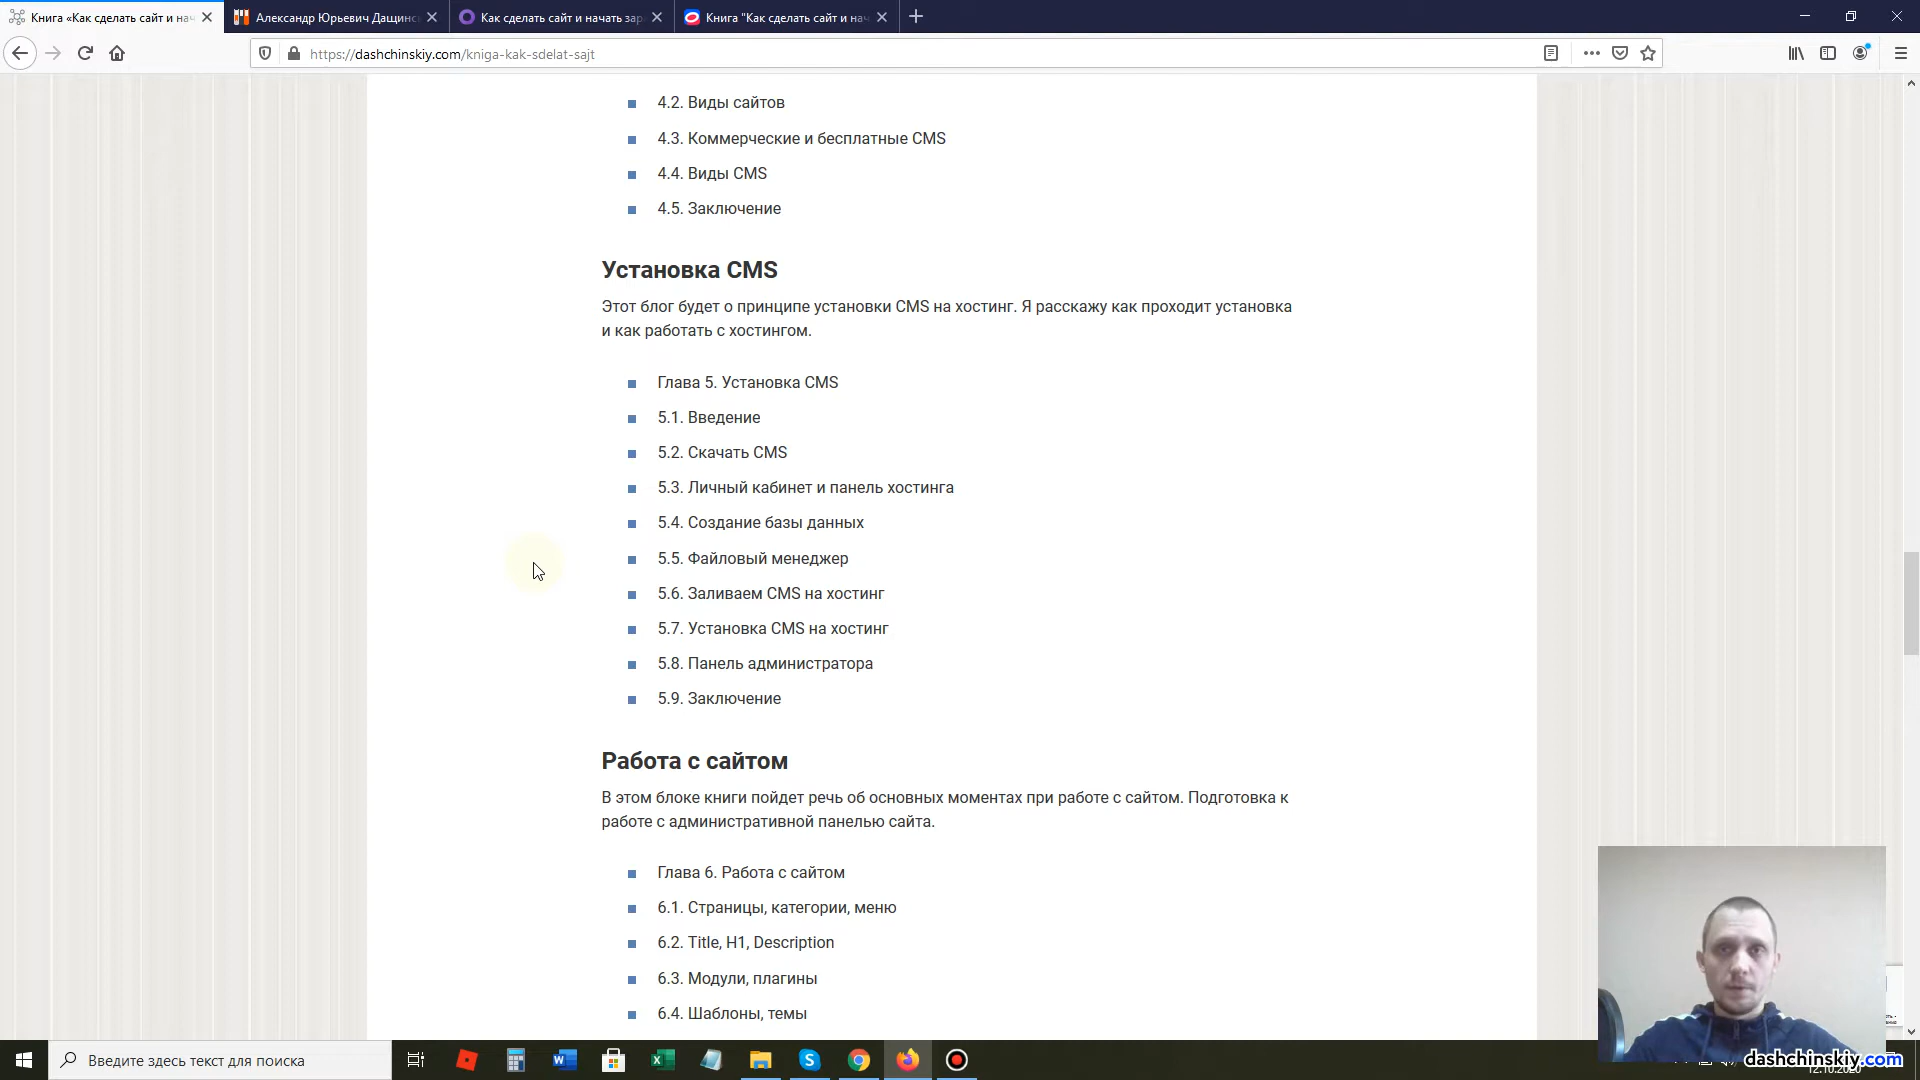 Книга «Как сделать сайт и нач
Александр Юрьевич Дащинс
Как сделать сайт и начать зар
Книга "Как сделать сайт и нач
https://dashchinskiy.com/kniga-kak-sdelat-sajt
4.2. Виды сайтов
4.3. Коммерческие и бесплатные CMS
4.4. Виды CMS
4.5. Заключение
Установка CMS
Этот блог будет о принципе установки CMS на хостинг. Я расскажу как проходит установка
и как работать с хостингом.
Глава 5. Установка CMS
5.1. Введение
5.2. Скачать CMS
5.3. Личный кабинет и панель хостинга
5.4. Создание базы данных
5.5. Файловый менеджер
5.6. Заливаем CMS на хостинг
5.7. Установка CMS на хостинг
5.8. Панель администратора
5.9. Заключение
Работа с сайтом
В этом блоке книги пойдет речь об основных моментах при работе с сайтом. Подготовка к
работе с административной панелью сайта.
Глава 6. Работа с сайтом
6.1. Страницы, категории, меню
6.2. Title, H1, Description
6.3. Модули, плагины
6.4. Шаблоны, темы
Введите здесь текст для поиска
dashchinskiy.com
12.10.2020